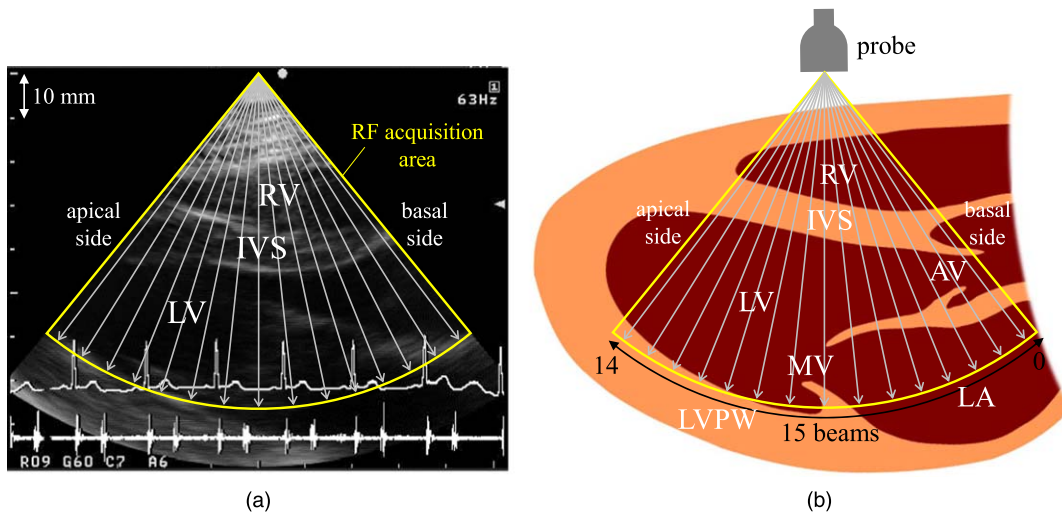 10 mm
1
63Hz
RF acquisition
area
RV
apical
side
basal
side
IVS
LV
R09 G60 C7 A6
(a)
probe
RV
apical
side
IVS
basal
side
AV
LV
MV
14
0
LVPW
LA
15 beams
(b)